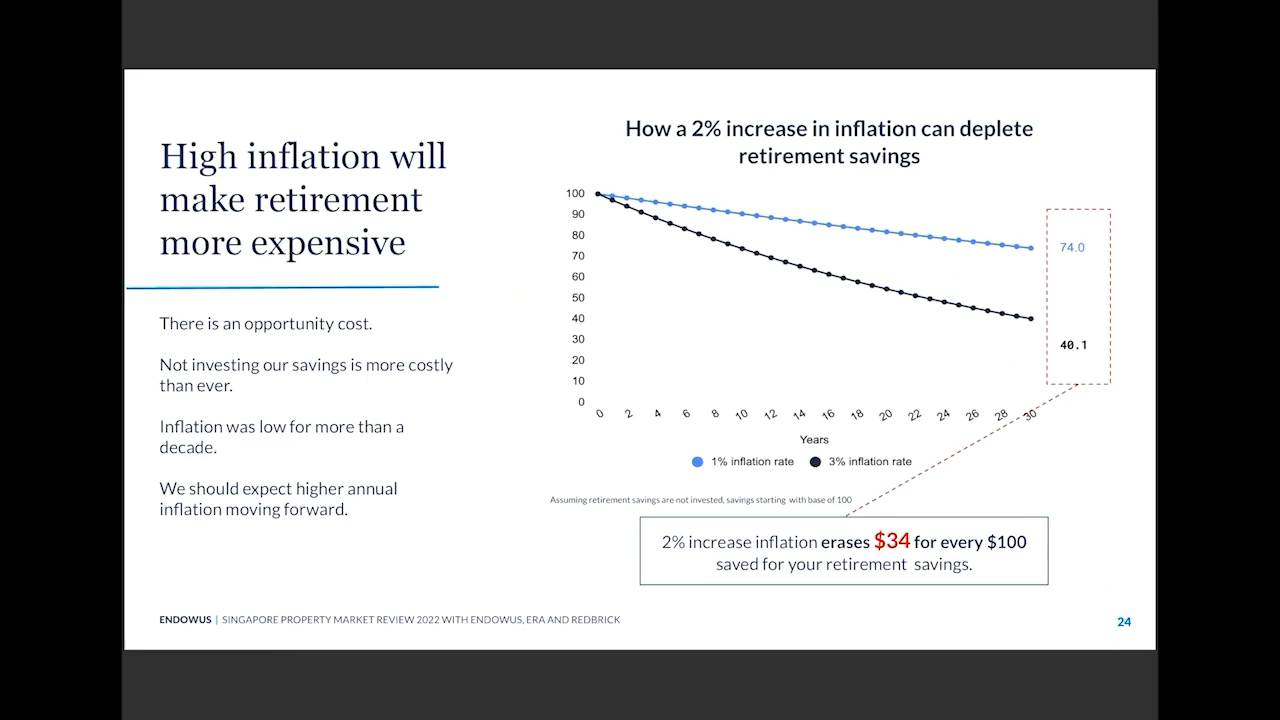 High inflation will
make retirement
more expensive
There is an opportunity cost.
Not investing our savings is more costly
than ever.
Inflation was low for more than a
decade.
We should expect higher annual
inflation moving forward.
How a 2% increase in inflation can deplete
retirement savings
100
90
80
70
60
50
40
30
20
10
0
0 2 4 6 8 10 12 14 16 18 20 22 24 26 28 30
Years
1% inflation rate 3% inflation rate
74.0
40.1
Assuming retirement savings are not invested, savings starting with base of 100
2% increase inflation erases $34 for every $100
saved for your retirement savings.
ENDOWUS | SINGAPORE PROPERTY MARKET REVIEW 2022 WITH ENDOWUS, ERA AND REDBRICK
24